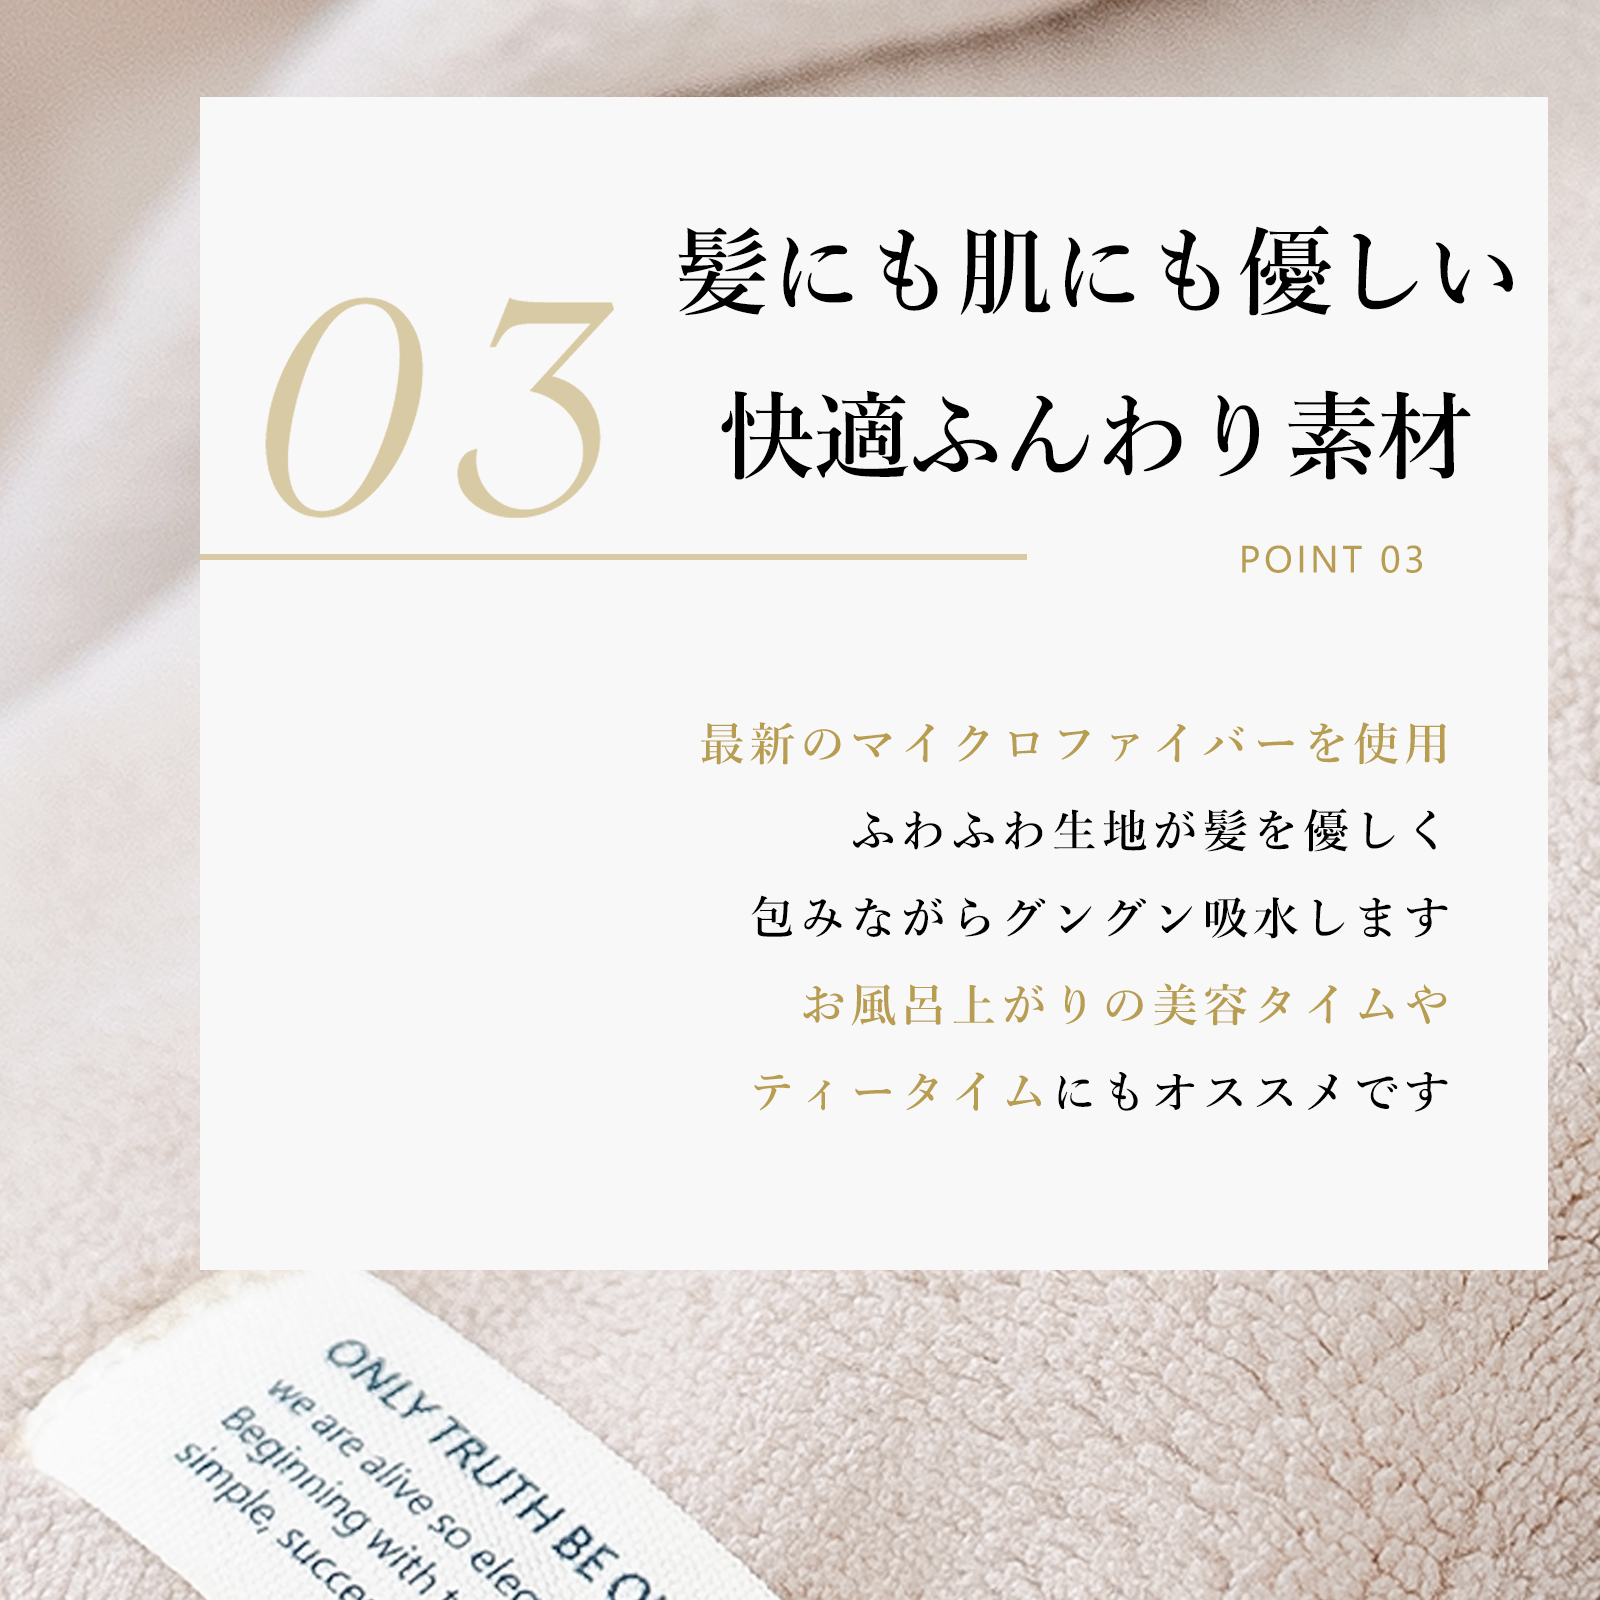 03
髪にも肌にも優しい
快適ふんわり素材
POINT 03
最新のマイクロファイバーを使用
ふわふわ生地が髪を優しく
包みながらグングン吸水します
お風呂上がりの美容タイムや
ティータイムにもオススメです
ONLY TRUTH BE
we are alive so
Beginning with
simple,